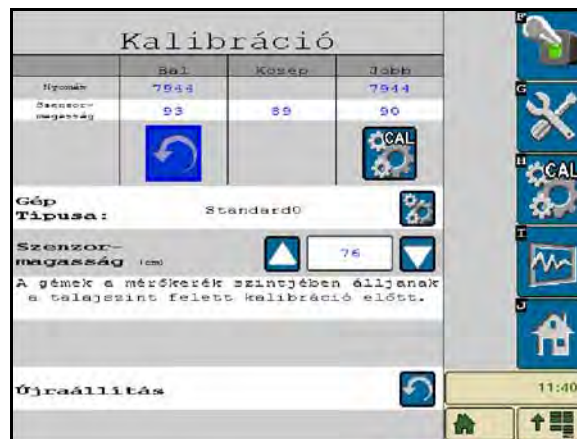 Kalibráció
Bal Közép Jobb
Nyomás 7944 7944
Szenzor-
magasság 93 89 90
CAL
Gép
Típusa: Standard0
Szenzor-
magasság (cm) 76
A gémek a mérőkerék szintjében álljanak
a talajszint felett kalibráció előtt.
Újraállítás
F
G
H
CAL
I
J
11:40